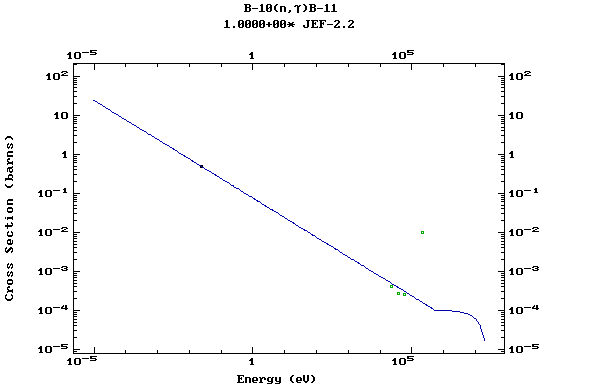 B-10(n,γ)B-11
1.0000+00* JEF-2.2
10⁻⁵ 1 10⁵
10² 10²
10 10
1 1
10⁻¹ 10⁻¹
10⁻² 10⁻²
10⁻³ 10⁻³
10⁻⁴ 10⁻⁴
10⁻⁵ 10⁻⁵
10⁻⁵ 1 10⁵
Energy (eV)
Cross Section (barns)